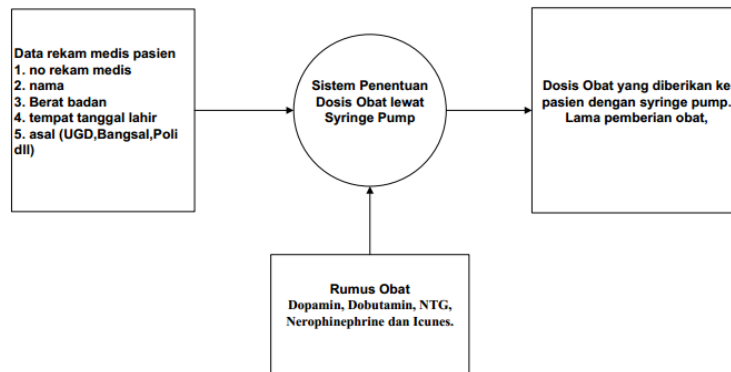 Data rekam medis pasien
1. no rekam medis
2. nama
3. Berat badan
4. tempat tanggal lahir
5. asal (UGD,Bangsal,Poli
dll)
Sistem Penentuan
Dosis Obat lewat
Syringe Pump
Dosis Obat yang diberikan ke
pasien dengan syringe pump.
Lama pemberian obat,
Rumus Obat
Dopamin, Dobutamin, NTG,
Nerophinephrine dan Icunes.